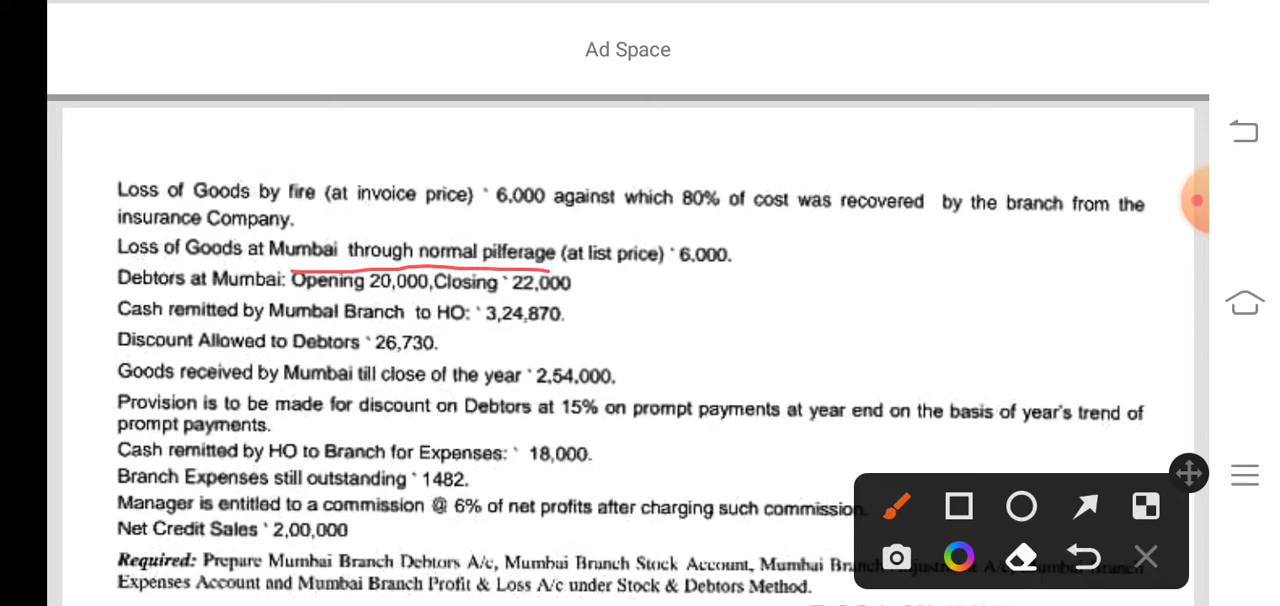 Ad Space
Loss of Goods by fire (at invoice price) ` 6.000 against which 80% of cost was recovered by the branch from the
insurance Company.
Loss of Goods at Mumbai through normal pilferage (at list price) ` 6,000.
Debtors at Mumbai: Opening 20,000,Closing ` 22,000
Cash remitted by Mumbai Branch to HO: ` 3,24,870.
Discount Allowed to Debtors ` 26,730.
Goods received by Mumbai till close of the year ` 2,54,000.
Provision is to be made for discount on Debtors at 15% on prompt payments at year end on the basis of year's trend of
prompt payments.
Cash remitted by HO to Branch for Expenses: ` 18,000.
Branch Expenses still outstanding ` 1482.
Manager is entitled to a commission @ 6% of net profits after charging such commission.
Net Credit Sales ` 2,00,000
Required: Prepare Mumbai Branch Debtors A/c, Mumbai Branch Stock Account, Mumbai
Expenses Account and Mumbai Branch Profit & Loss A/c under Stock & Debtors Method.